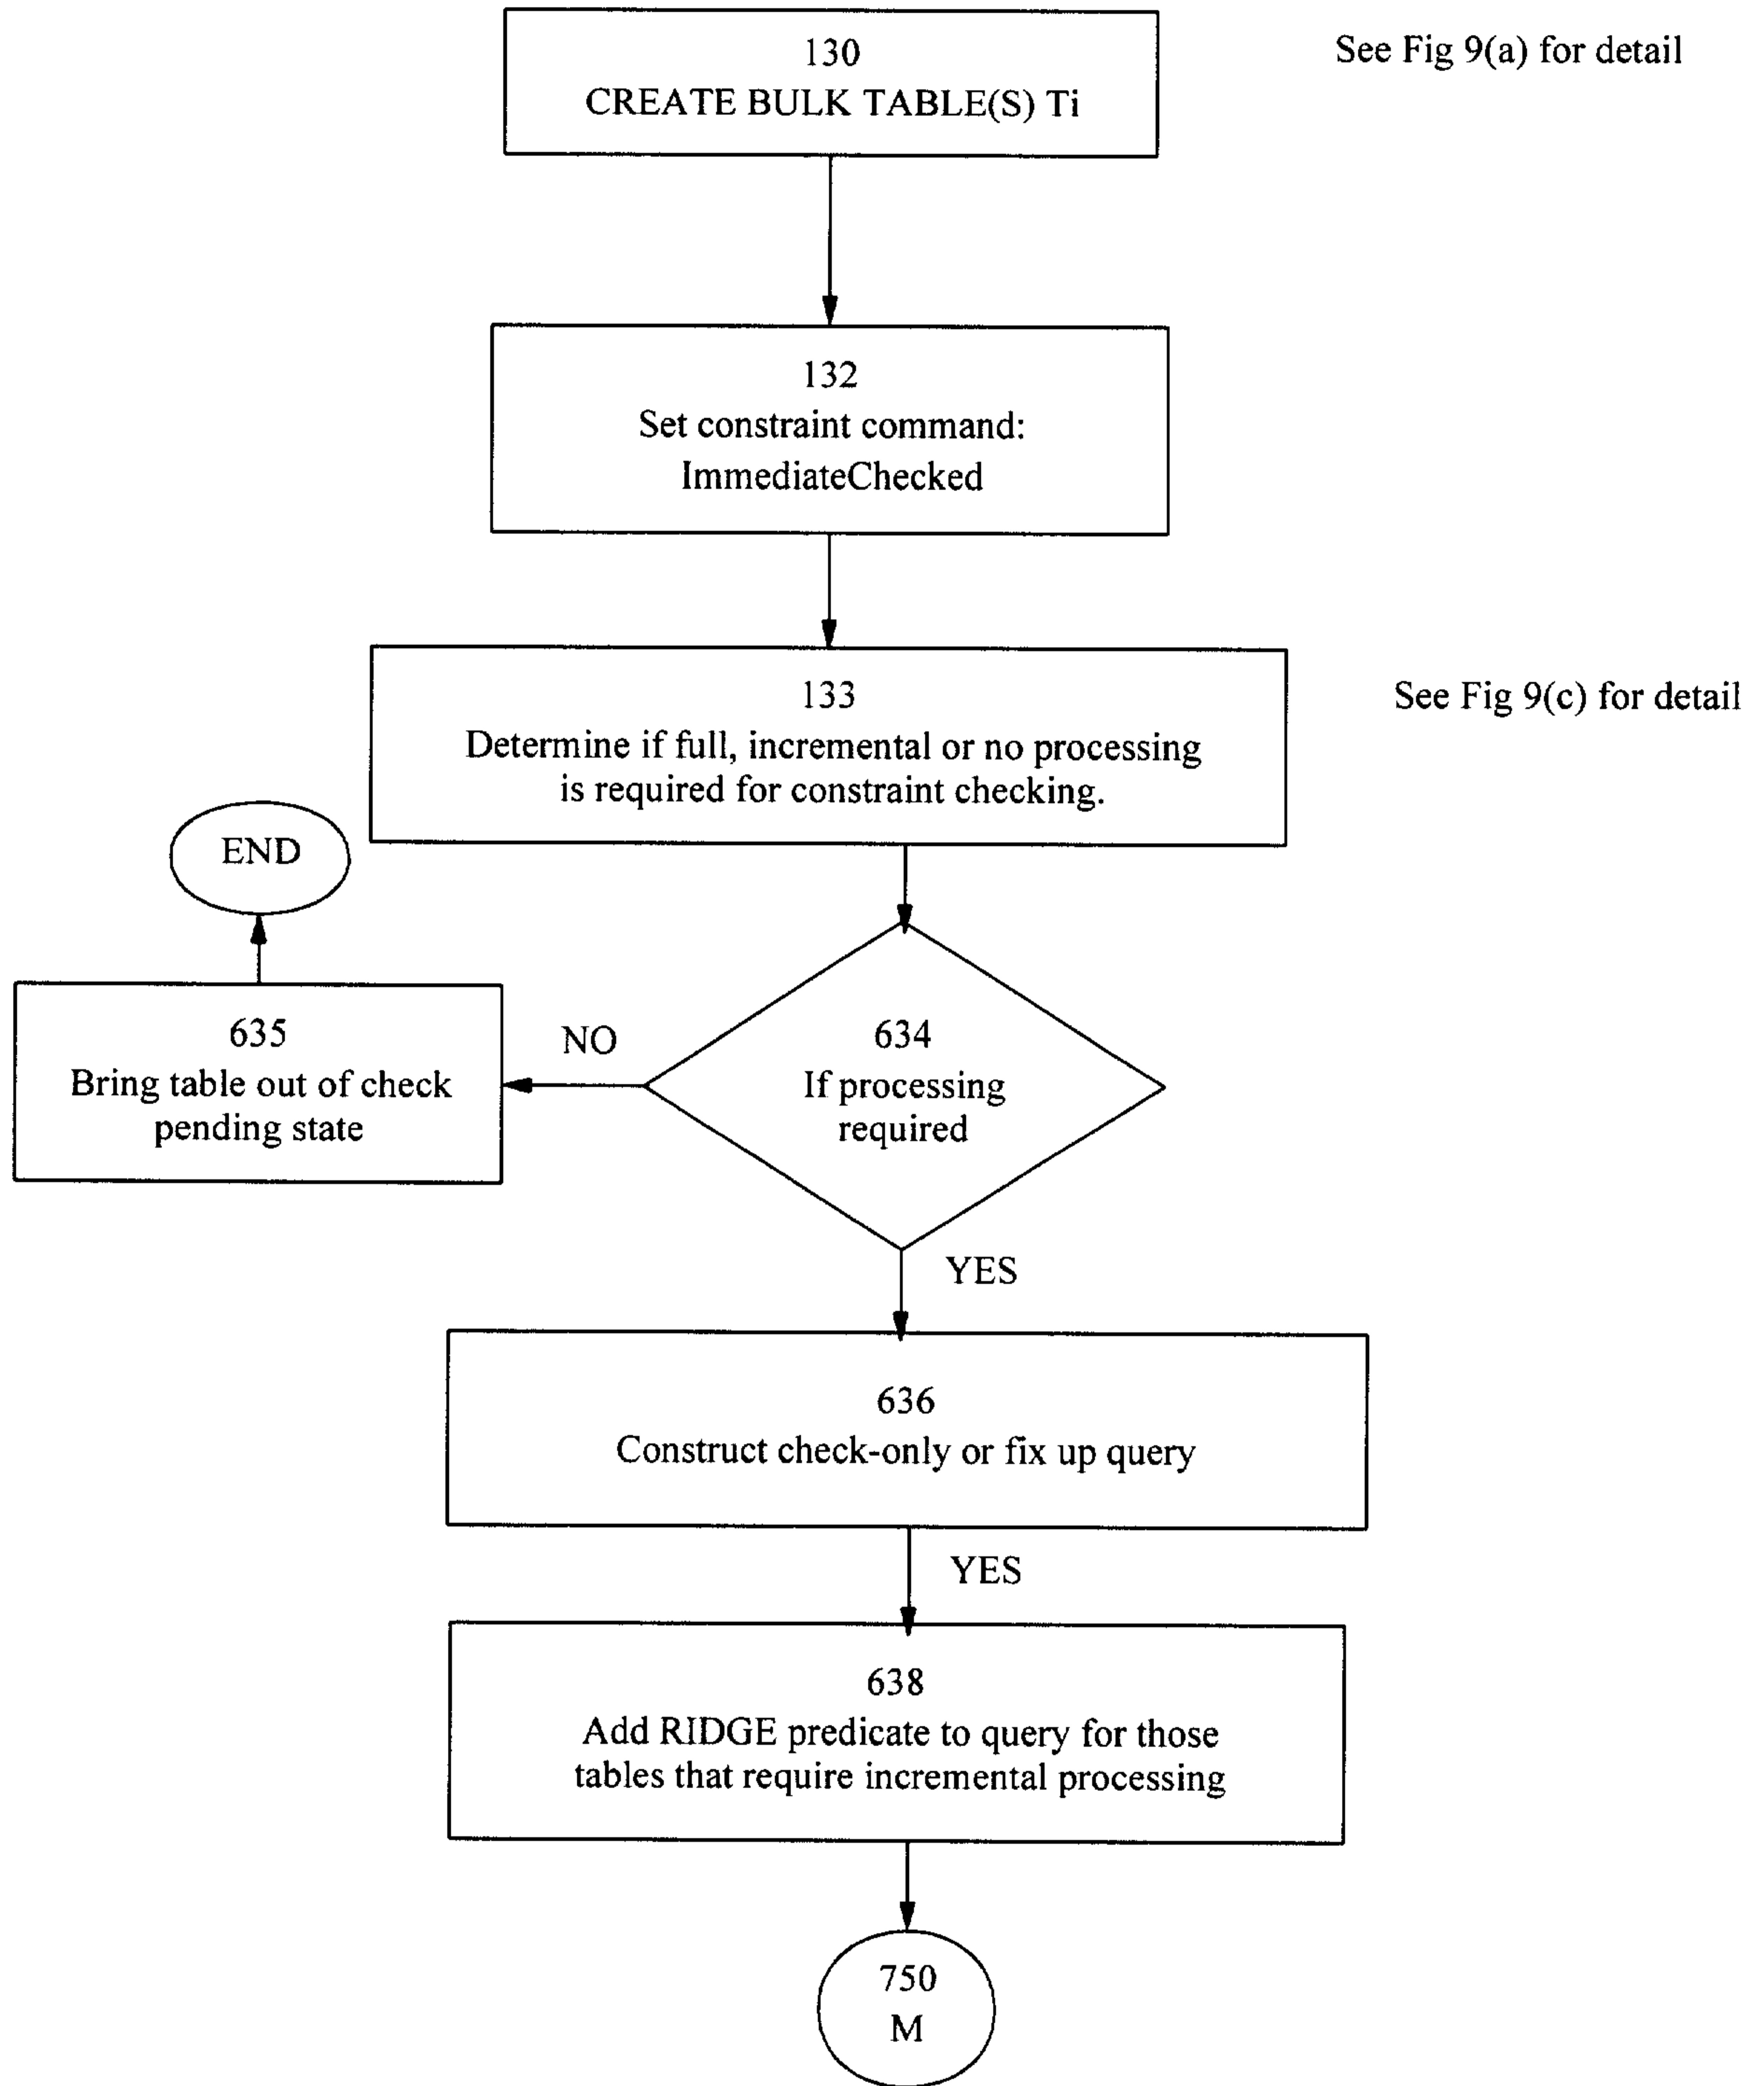 130
CREATE BULK TABLE(S) Ti
See Fig 9(a) for detail
132
Set constraint command:
ImmediateChecked
133
Determine if full, incremental or no processing
is required for constraint checking.
See Fig 9(c) for detail
END
635
Bring table out of check
pending state
NO
634
If processing
required
YES
636
Construct check-only or fix up query
YES
638
Add RIDGE predicate to query for those
tables that require incremental processing
750
M